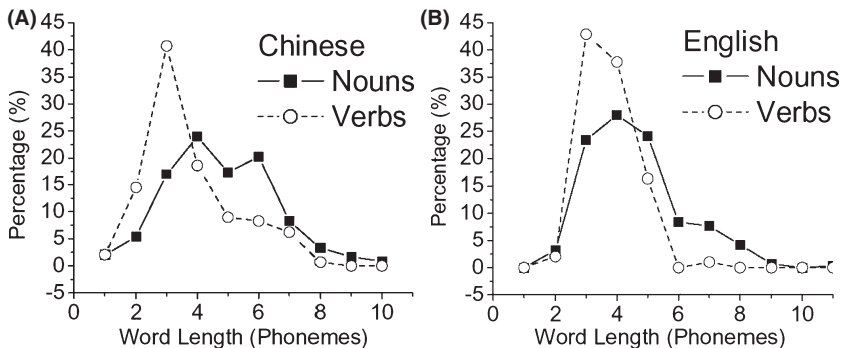 (A)
Chinese
Nouns
Verbs
Percentage (%)
45
40
35
30
25
20
15
10
5
0
-5
0 2 4 6 8 10
Word Length (Phonemes)
(B)
English
Nouns
Verbs
Percentage (%)
45
40
35
30
25
20
15
10
5
0
-5
0 2 4 6 8 10
Word Length (Phonemes)